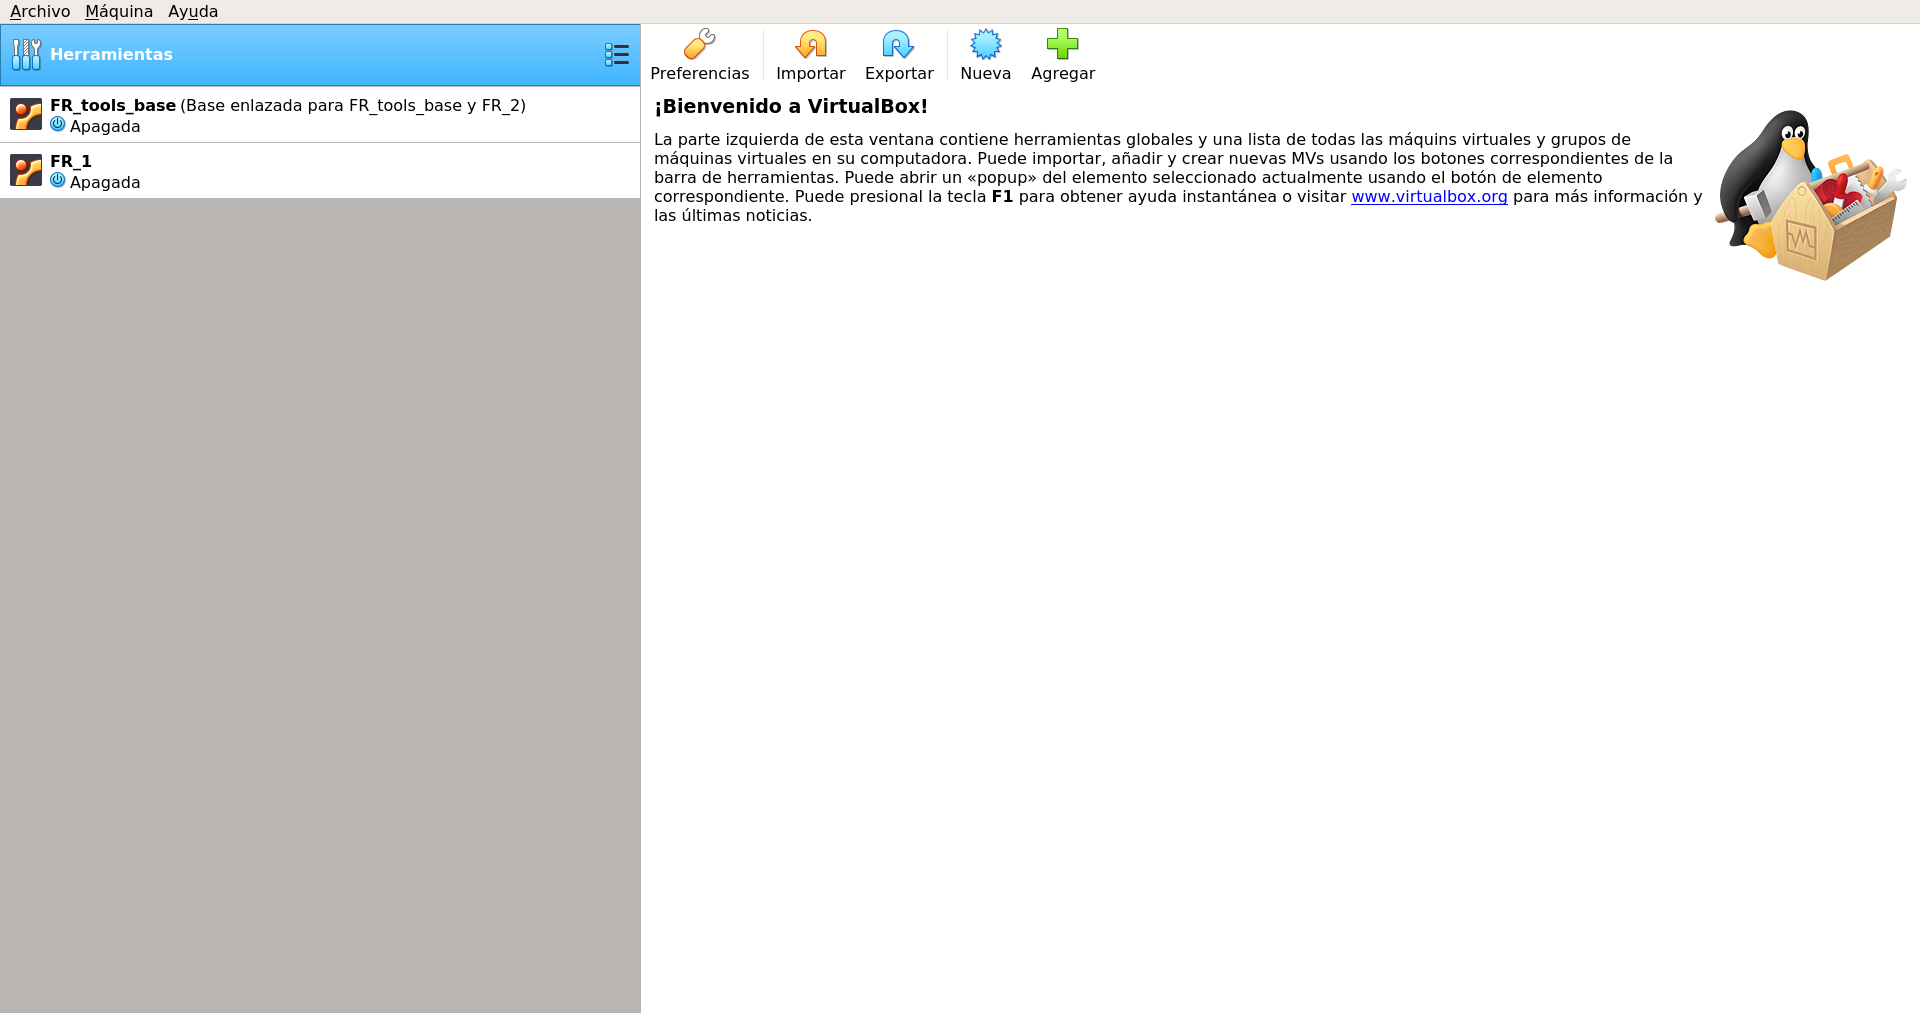 Archivo Máquina Ayuda
Herramientas
FR_tools_base (Base enlazada para FR_tools_base y FR_2)
Apagada
FR_1
Apagada
Preferencias Importar Exportar Nueva Agregar
¡Bienvenido a VirtualBox!
La parte izquierda de esta ventana contiene herramientas globales y una lista de todas las máquins virtuales y grupos de
máquinas virtuales en su computadora. Puede importar, añadir y crear nuevas MVs usando los botones correspondientes de la
barra de herramientas. Puede abrir un «popup» del elemento seleccionado actualmente usando el botón de elemento
correspondiente. Puede presional la tecla F1 para obtener ayuda instantánea o visitar www.virtualbox.org para más información y
las últimas noticias.